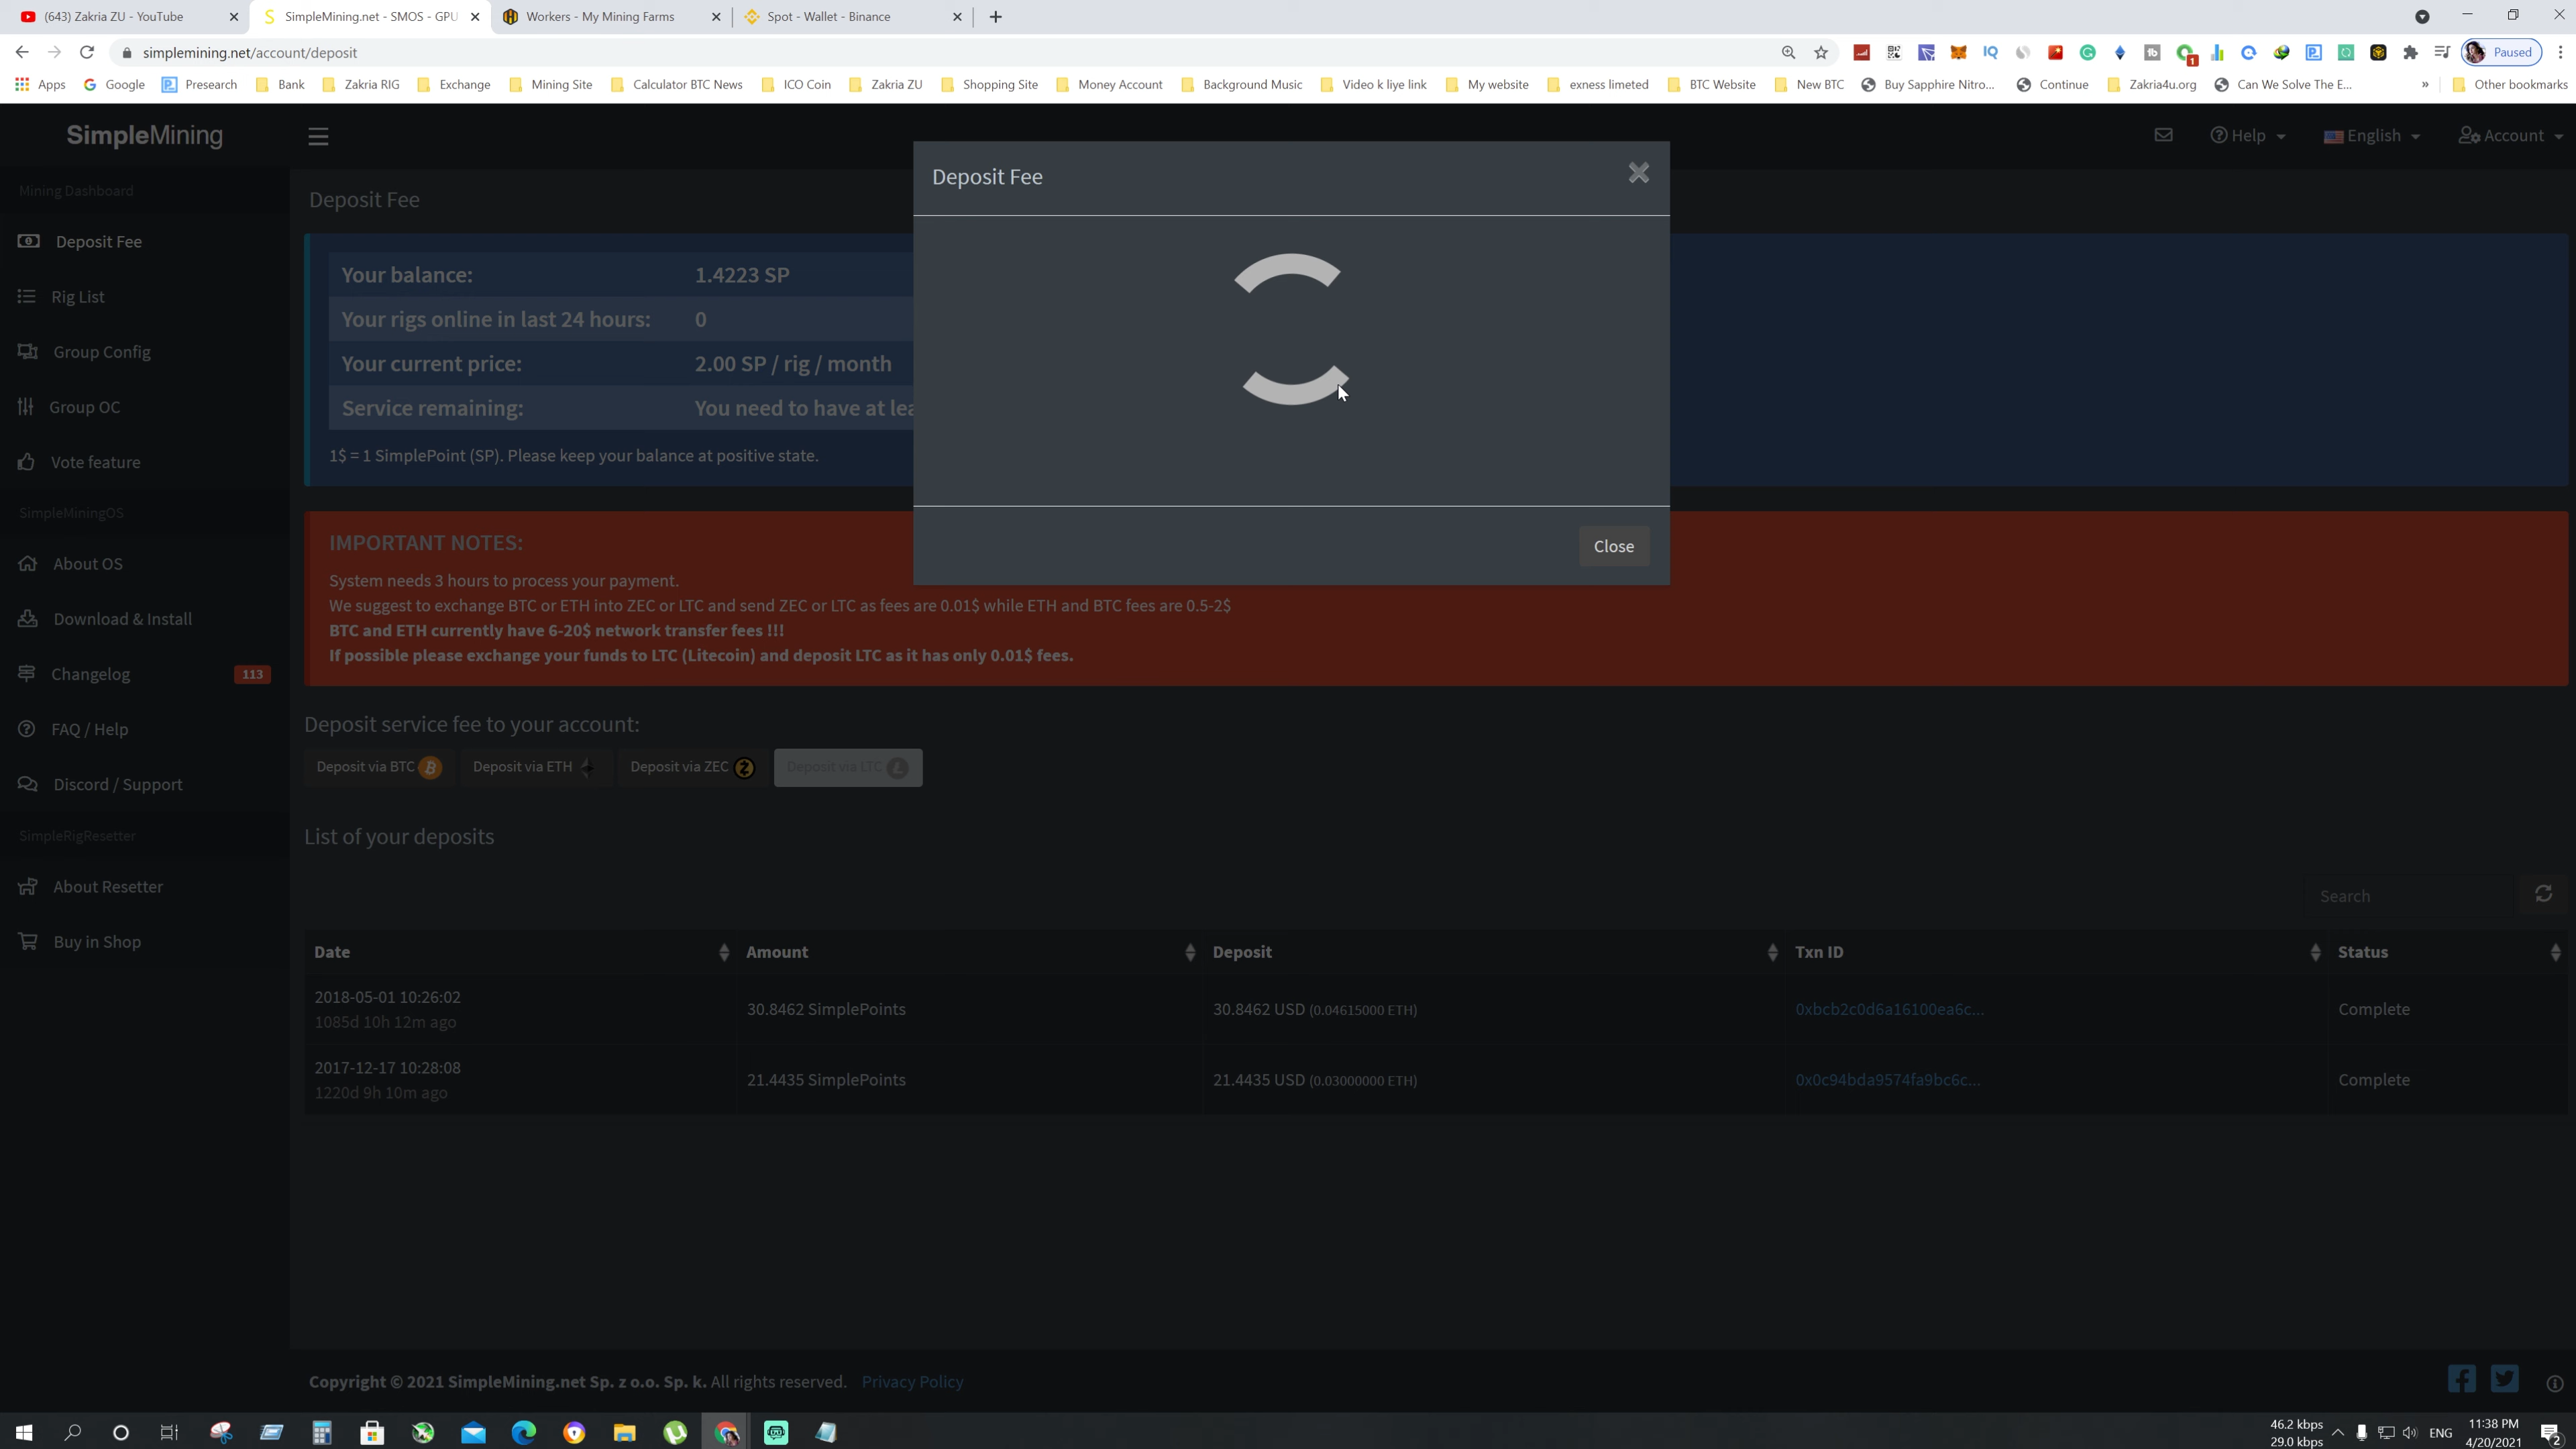 (643) Zakria ZU - YouTube
SimpleMining.net - SMOS - GPU
Workers - My Mining Farms
Spot - Wallet - Binance
simplemining.net/account/deposit
Paused
Apps
Google
Presearch
Bank
Zakria RIG
Exchange
Mining Site
Calculator BTC News
ICO Coin
Zakria ZU
Shopping Site
Money Account
Background Music
Video k liye link
My website
exness limeted
BTC Website
New BTC
Buy Sapphire Nitro...
Continue
Zakria4u.org
Can We Solve The E...
»
Other bookmarks
SimpleMining
Help
English
Account
Mining Dashboard
Deposit Fee
Rig List
Group Config
Group OC
Vote feature
SimpleMiningOS
About OS
Download & Install
Changelog
113
FAQ / Help
Discord / Support
SimpleRigResetter
About Resetter
Buy in Shop
Deposit Fee
Your balance: 1.4223 SP
Your rigs online in last 24 hours: 0
Your current price: 2.00 SP / rig / month
Service remaining: You need to have at lea
1$ = 1 SimplePoint (SP). Please keep your balance at positive state.
Deposit Fee
Close
IMPORTANT NOTES:
System needs 3 hours to process your payment.
We suggest to exchange BTC or ETH into ZEC or LTC and send ZEC or LTC as fees are 0.01$ while ETH and BTC fees are 0.5-2$
BTC and ETH currently have 6-20$ network transfer fees !!!
If possible please exchange your funds to LTC (Litecoin) and deposit LTC as it has only 0.01$ fees.
Deposit service fee to your account:
Deposit via BTC
Deposit via ETH
Deposit via ZEC
Deposit via LTC
List of your deposits
Search
Date Amount Deposit Txn ID Status
2018-05-01 10:26:02
1085d 10h 12m ago
30.8462 SimplePoints
30.8462 USD (0.04615000 ETH)
0xbcb2c0d6a16100ea6c...
Complete
2017-12-17 10:28:08
1220d 9h 10m ago
21.4435 SimplePoints
21.4435 USD (0.03000000 ETH)
0x0c94bda9574fa9bc6c...
Complete
Copyright © 2021 SimpleMining.net Sp. z o.o. Sp. k. All rights reserved. Privacy Policy
46.2 kbps
29.0 kbps
ENG
11:38 PM
4/20/2021
2